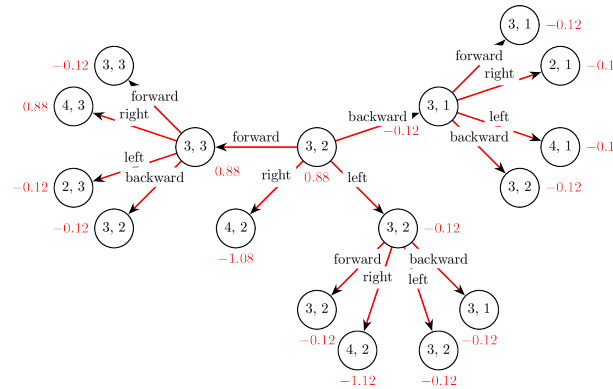 3, 1 −0.12
forward
−0.12 3, 3
right
2, 1 −0.1
forward
0.88 4, 3
right
backward
3, 1
−0.12
left
forward
3, 3
3, 2
backward
4, 1 −0.1
left
0.88
right
0.88
left
backward
−0.12 2, 3
3, 2 −0.12
−0.12 3, 2
4, 2
3, 2 −0.12
−1.08
forward
backward
right
left
3, 2
3, 1
−0.12
−0.12
4, 2
3, 2
−1.12
−0.12